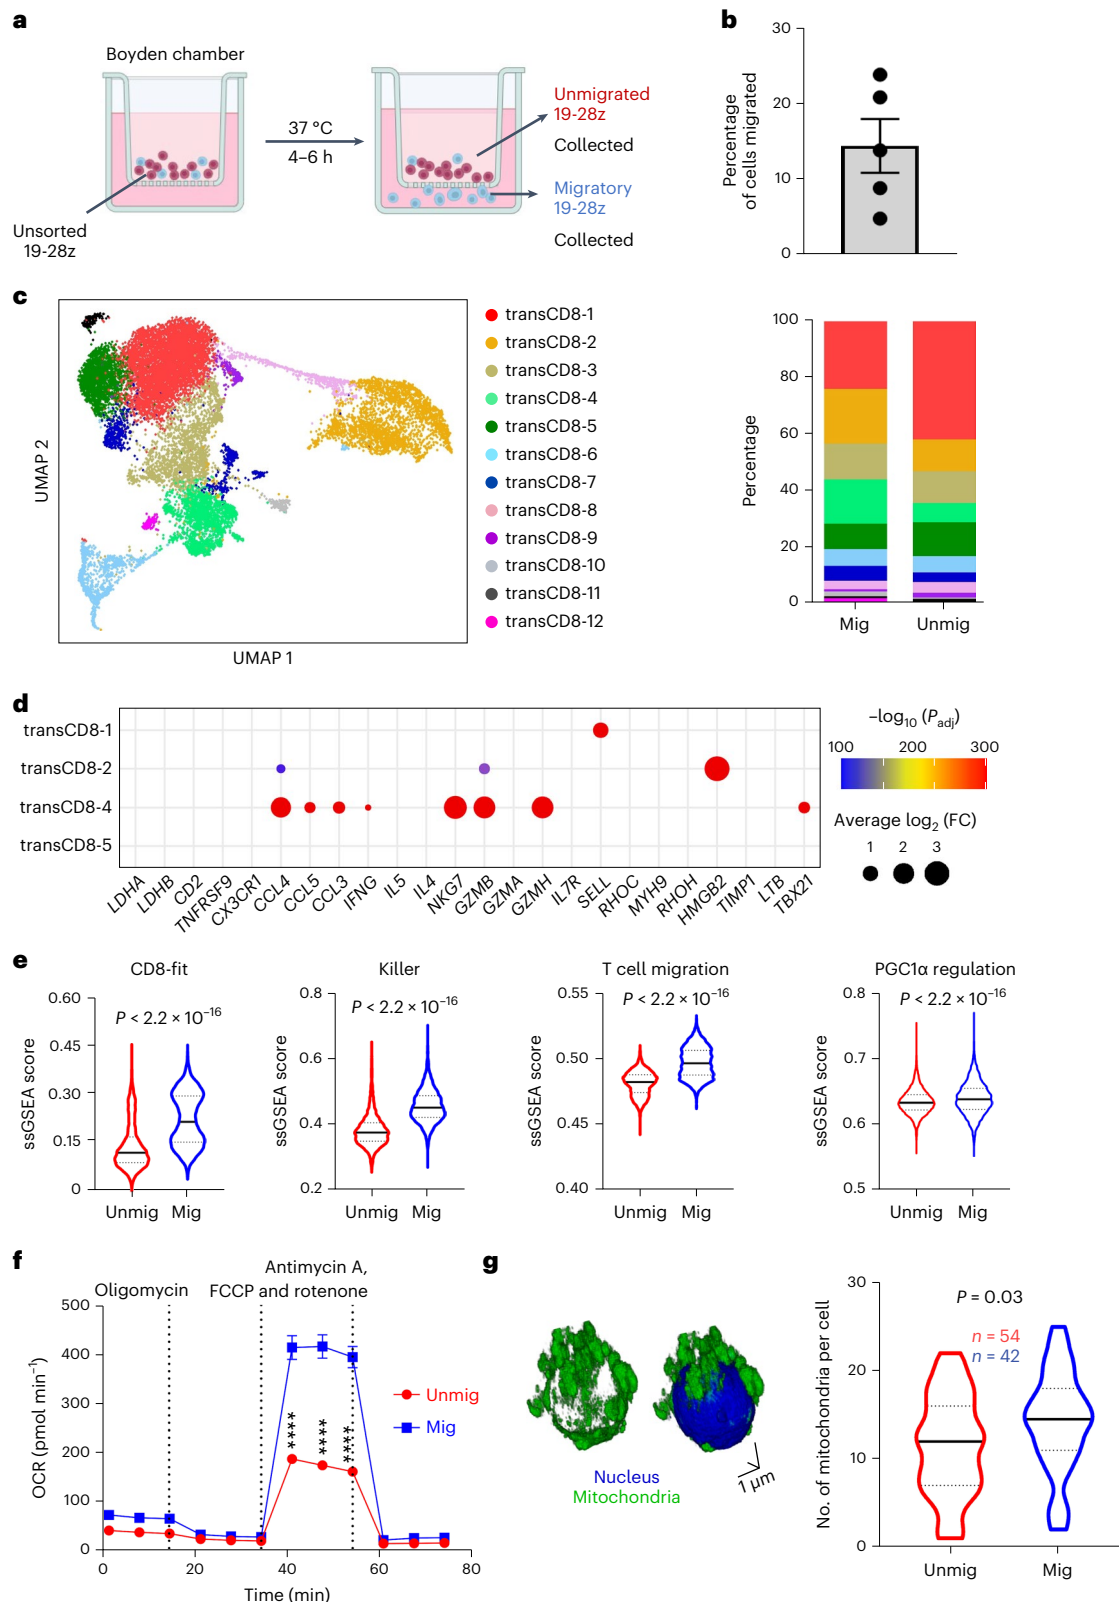 a
Boyden chamber
37 °C
4–6 h
Unmigrated
19-28z
Collected
Migratory
19-28z
Collected
Unsorted
19-28z
b
Percentage
of cells migrated
30
20
10
0
c
UMAP 2
UMAP 1
transCD8-1
transCD8-2
transCD8-3
transCD8-4
transCD8-5
transCD8-6
transCD8-7
transCD8-8
transCD8-9
transCD8-10
transCD8-11
transCD8-12
Percentage
100
80
60
40
20
0
Mig Unmig
d
transCD8-1
transCD8-2
transCD8-4
transCD8-5
LDHA LDHB CD2 TNFRSF9 CX3CR1 CCL4 CCL5 CCL3 IFNG IL5 IL4 NKG7 GZMB GZMA GZMH IL7R SELL RHOC MYH9 RHOH HMGB2 TIMP1 LTB TBX21
–log10 (Padj)
100 200 300
Average log2 (FC)
1 2 3
e
CD8-fit
P < 2.2 × 10−16
ssGSEA score
0.60
0.45
0.30
0.15
0
Unmig Mig
Killer
P < 2.2 × 10−16
ssGSEA score
0.8
0.6
0.4
0.2
Unmig Mig
T cell migration
P < 2.2 × 10−16
ssGSEA score
0.55
0.50
0.45
0.40
Unmig Mig
PGC1α regulation
P < 2.2 × 10−16
ssGSEA score
0.8
0.7
0.6
0.5
Unmig Mig
f
Oligomycin
FCCP
Antimycin A,
and rotenone
OCR (pmol min−1)
500
400
300
200
100
0
**** **** ****
Unmig
Mig
0 20 40 60 80
Time (min)
g
Nucleus
Mitochondria
1 µm
No. of mitochondria per cell
30
20
10
0
P = 0.03
n = 54
n = 42
Unmig Mig